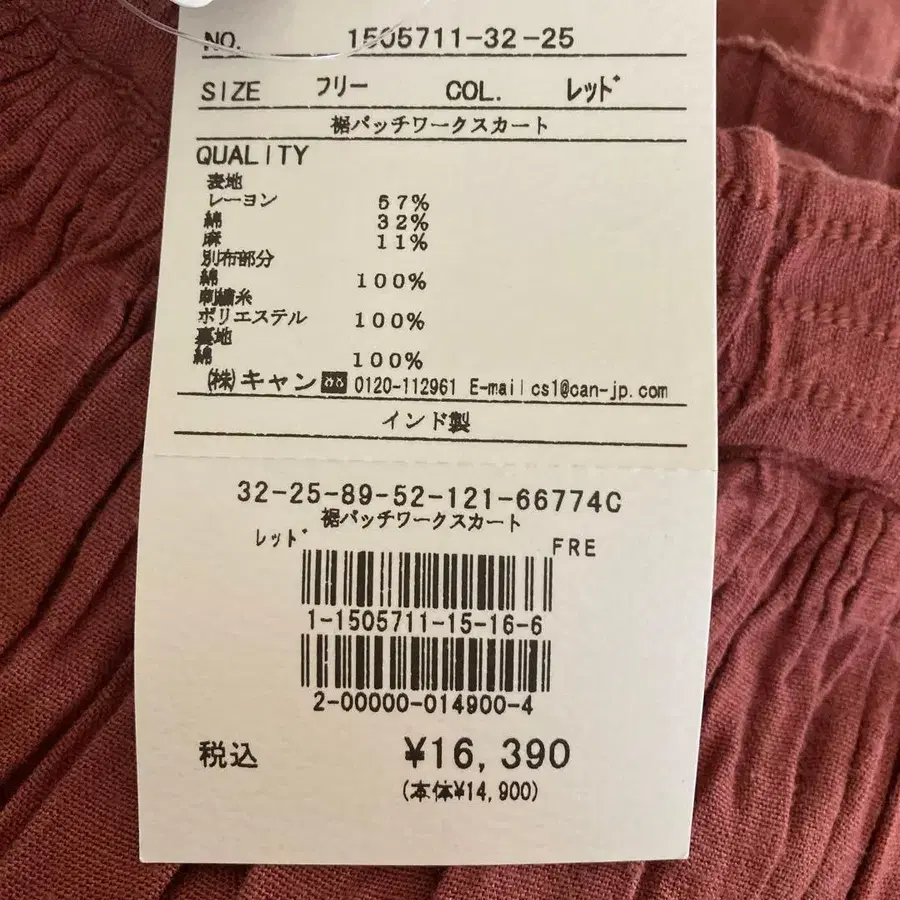 NO. 1505711-32-25
SIZE フリー COL. レッド
裾パッチワークスカート
QUALITY
表地
レーヨン 57%
綿 32%
麻 11%
別布部分
綿 100%
刺繍糸
ポリエステル 100%
裏地
綿 100%
㈱キャン 0120-112961 E-mail cs1@can-jp.com
インド製
32-25-89-52-121-66774C
裾パッチワークスカート
レッド FRE
1-1505711-15-16-6
2-00000-014900-4
税込 ¥16,390
(本体¥14,900)